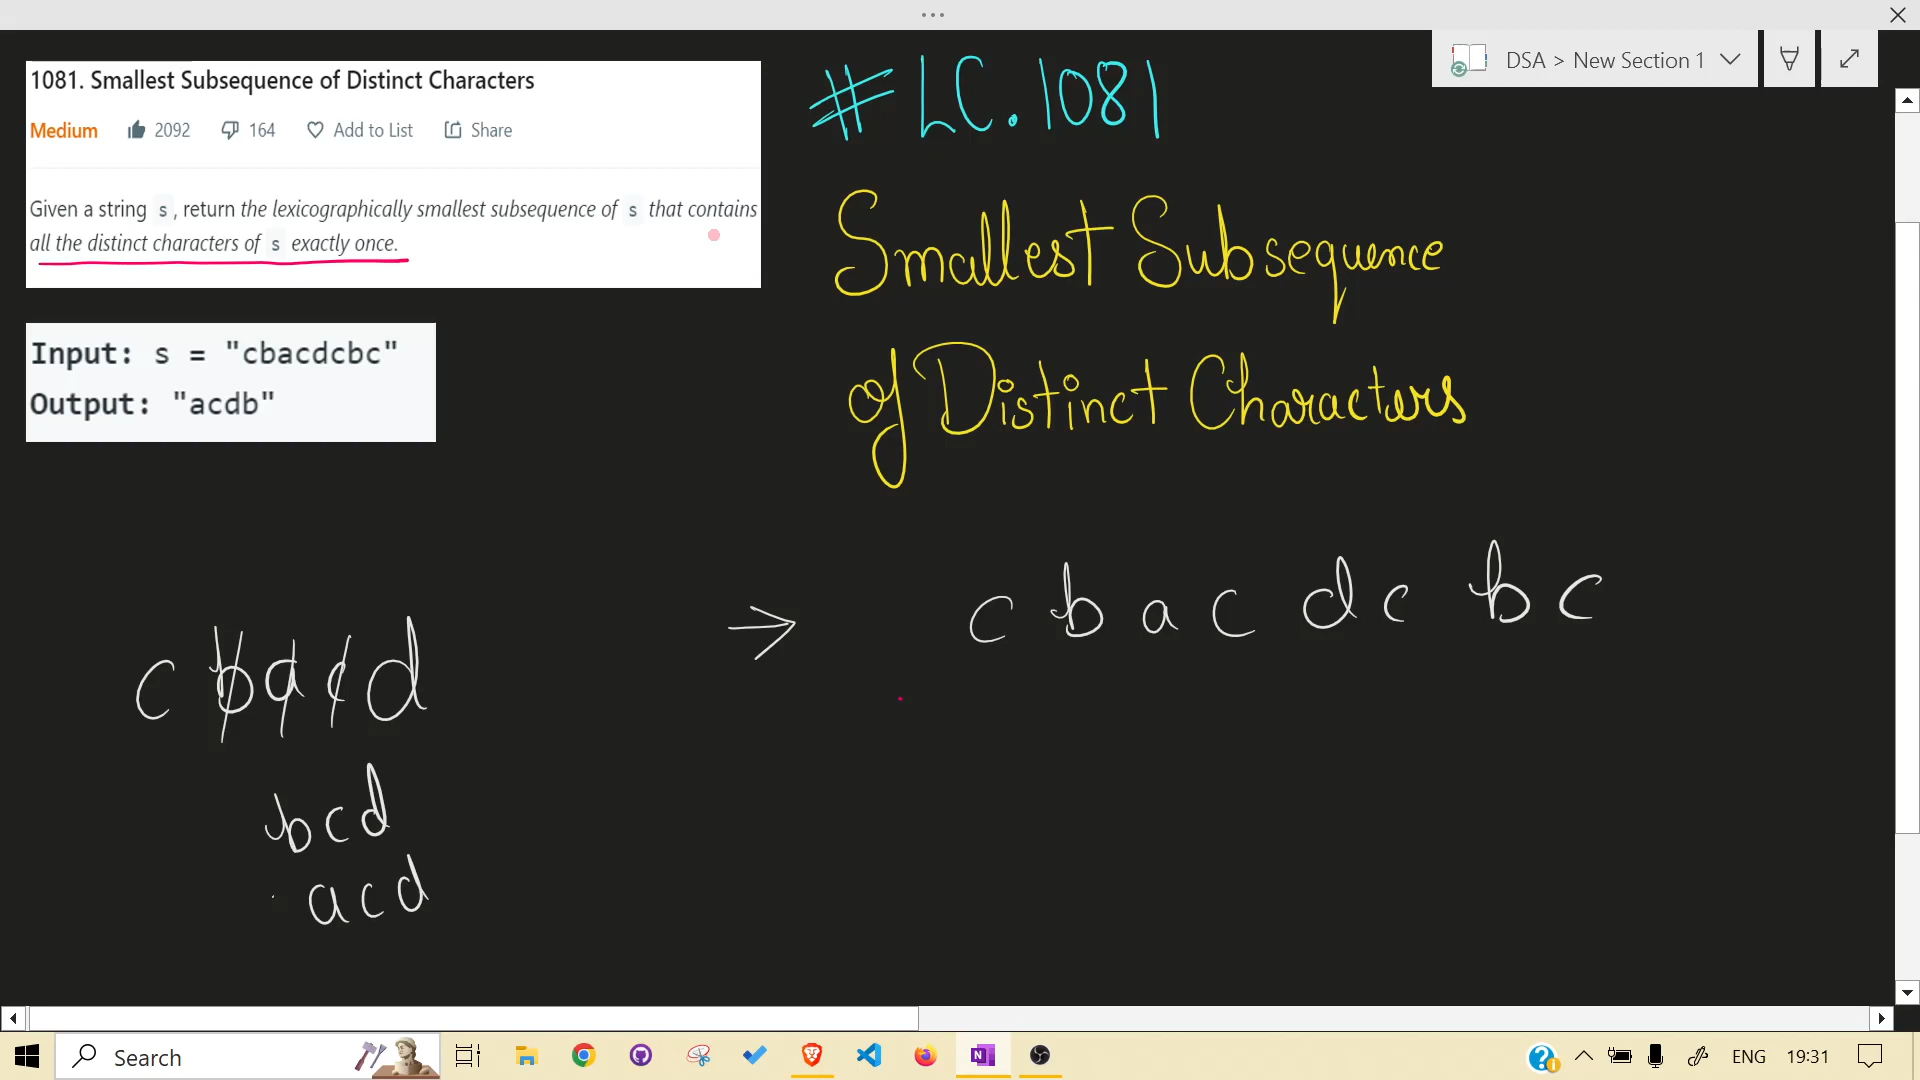 DSA > New Section 1
1081. Smallest Subsequence of Distinct Characters
Medium 2092 164 Add to List Share
Given a string s, return the lexicographically smallest subsequence of s that contains
all the distinct characters of s exactly once.
Input: s = "cbacdcbc"
Output: "acdb"
# LC.1081
Smallest Subsequence
of Distinct Characters
→ c b a c d c b c
c b a c d
bcd
acd
Search
ENG 19:31